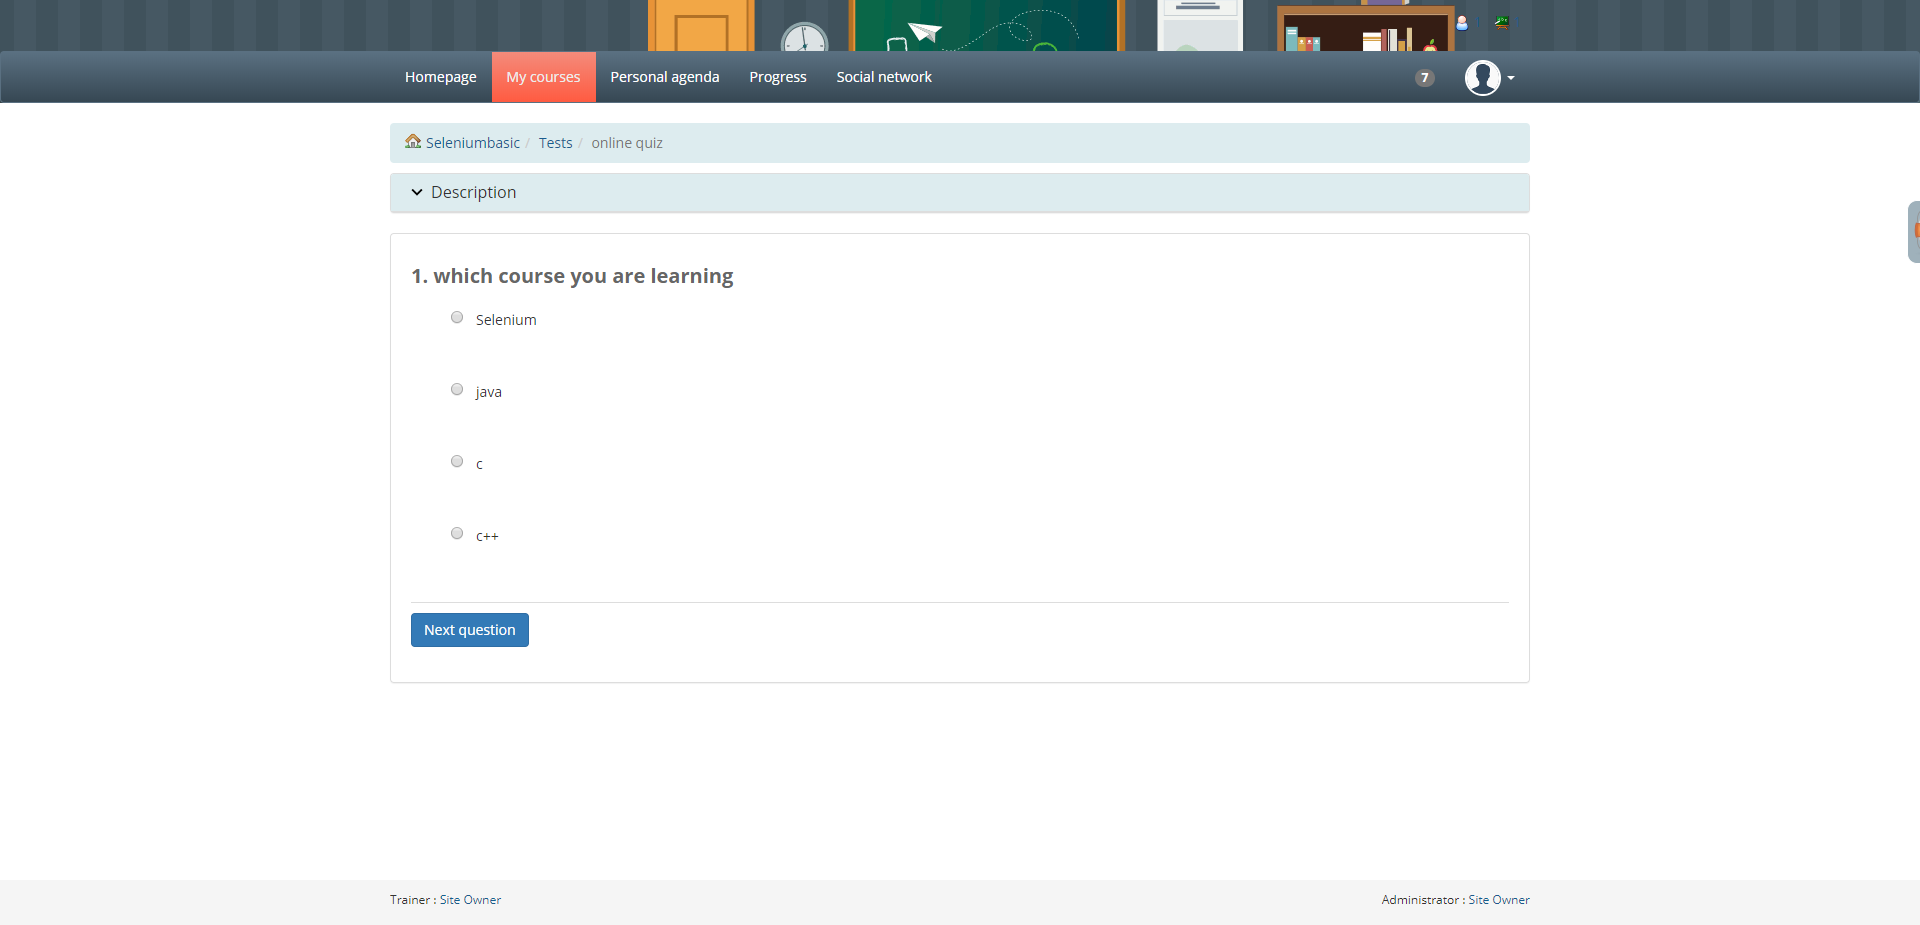 Homepage My courses Personal agenda Progress Social network 7
Seleniumbasic / Tests / online quiz
Description
1. which course you are learning
Selenium
java
c
c++
Next question
Trainer : Site Owner Administrator : Site Owner